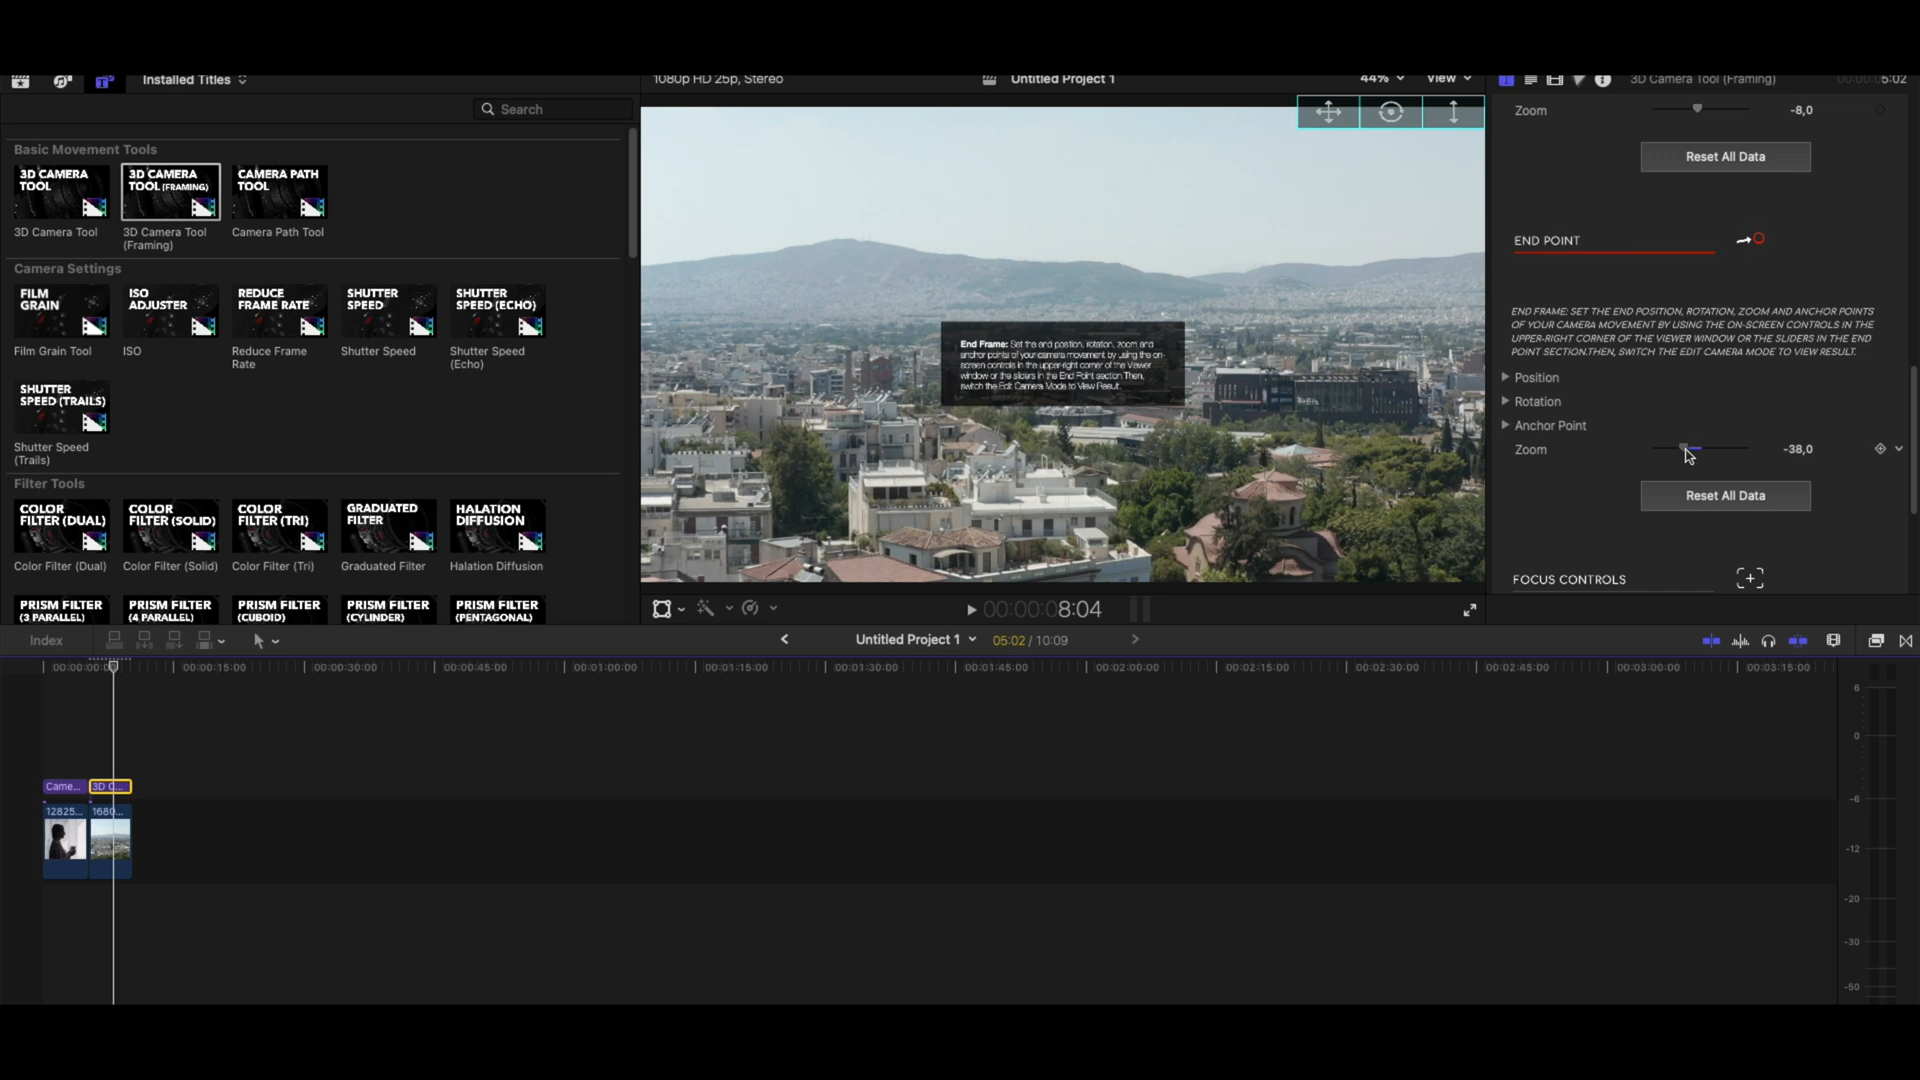 Installed Titles
1080p HD 25p, Stereo
Untitled Project 1
44%
View
3D Camera Tool (Framing)
00:00:05:02
Search
Basic Movement Tools
3D CAMERA
TOOL
3D CAMERA
TOOL (FRAMING)
CAMERA PATH
TOOL
3D Camera Tool
3D Camera Tool
(Framing)
Camera Path Tool
Camera Settings
FILM
GRAIN
ISO
ADJUSTER
REDUCE
FRAME RATE
SHUTTER
SPEED
SHUTTER
SPEED (ECHO)
Film Grain Tool
ISO
Reduce Frame
Rate
Shutter Speed
Shutter Speed
(Echo)
SHUTTER
SPEED (TRAILS)
Shutter Speed
(Trails)
Filter Tools
COLOR
FILTER (DUAL)
COLOR
FILTER (SOLID)
COLOR
FILTER (TRI)
GRADUATED
FILTER
HALATION
DIFFUSION
Color Filter (Dual)
Color Filter (Solid)
Color Filter (Tri)
Graduated Filter
Halation Diffusion
PRISM FILTER
(3 PARALLEL)
PRISM FILTER
(4 PARALLEL)
PRISM FILTER
(CUBOID)
PRISM FILTER
(CYLINDER)
PRISM FILTER
(PENTAGONAL)
End Frame: Set the end position, rotation, zoom and
anchor points of your camera movement by using the on-
screen controls in the upper-right corner of the Viewer
window or the sliders in the End Point section.Then,
switch the Edit Camera Mode to View Result.
Zoom
-8,0
Reset All Data
END POINT
END FRAME: SET THE END POSITION, ROTATION, ZOOM AND ANCHOR POINTS
OF YOUR CAMERA MOVEMENT BY USING THE ON-SCREEN CONTROLS IN THE
UPPER-RIGHT CORNER OF THE VIEWER WINDOW OR THE SLIDERS IN THE END
POINT SECTION.THEN, SWITCH THE EDIT CAMERA MODE TO VIEW RESULT.
Position
Rotation
Anchor Point
Zoom
-38,0
Reset All Data
FOCUS CONTROLS
00:00:08:04
Index
Untitled Project 1
05:02 / 10:09
00:00:00:0
00:00:15:00
00:00:30:00
00:00:45:00
00:01:00:00
00:01:15:00
00:01:30:00
00:01:45:00
00:02:00:00
00:02:15:00
00:02:30:00
00:02:45:00
00:03:00:00
00:03:15:00
Came...
3D C...
12825...
1680...
6
0
-6
-12
-20
-30
-50